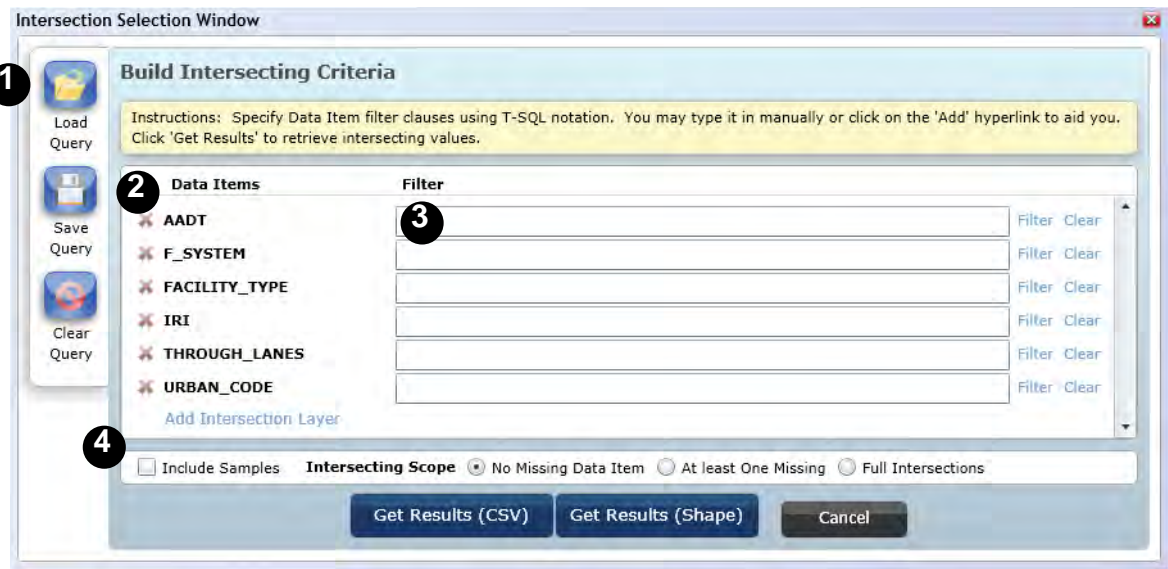 Intersection Selection Window
1
Load
Query
Save
Query
Clear
Query
Build Intersecting Criteria
Instructions: Specify Data Item filter clauses using T-SQL notation. You may type it in manually or click on the 'Add' hyperlink to aid you.
Click 'Get Results' to retrieve intersecting values.
2 Data Items Filter
AADT 3 Filter Clear
F_SYSTEM Filter Clear
FACILITY_TYPE Filter Clear
IRI Filter Clear
THROUGH_LANES Filter Clear
URBAN_CODE Filter Clear
Add Intersection Layer
4
Include Samples Intersecting Scope No Missing Data Item At least One Missing Full Intersections
Get Results (CSV) Get Results (Shape) Cancel